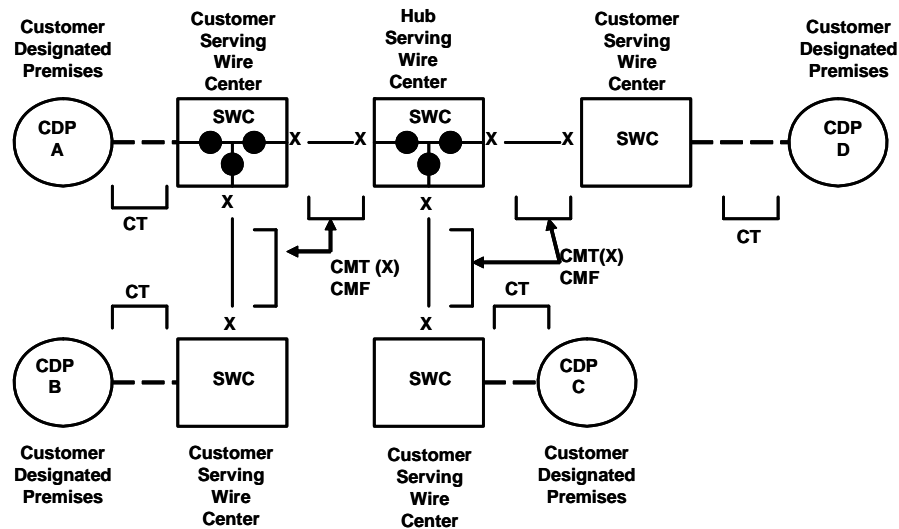 Customer
Designated
Premises
Customer
Serving
Wire
Center
Hub
Serving
Wire
Center
Customer
Serving
Wire
Center
Customer
Designated
Premises
CDP
A
SWC
X
X
SWC
X
X
SWC
CDP
D
CT
X
X
CMT (X)
CMF
CMT(X)
CMF
CT
CT
X
X
CT
CDP
B
SWC
SWC
CDP
C
Customer
Designated
Premises
Customer
Serving
Wire
Center
Customer
Serving
Wire
Center
Customer
Designated
Premises